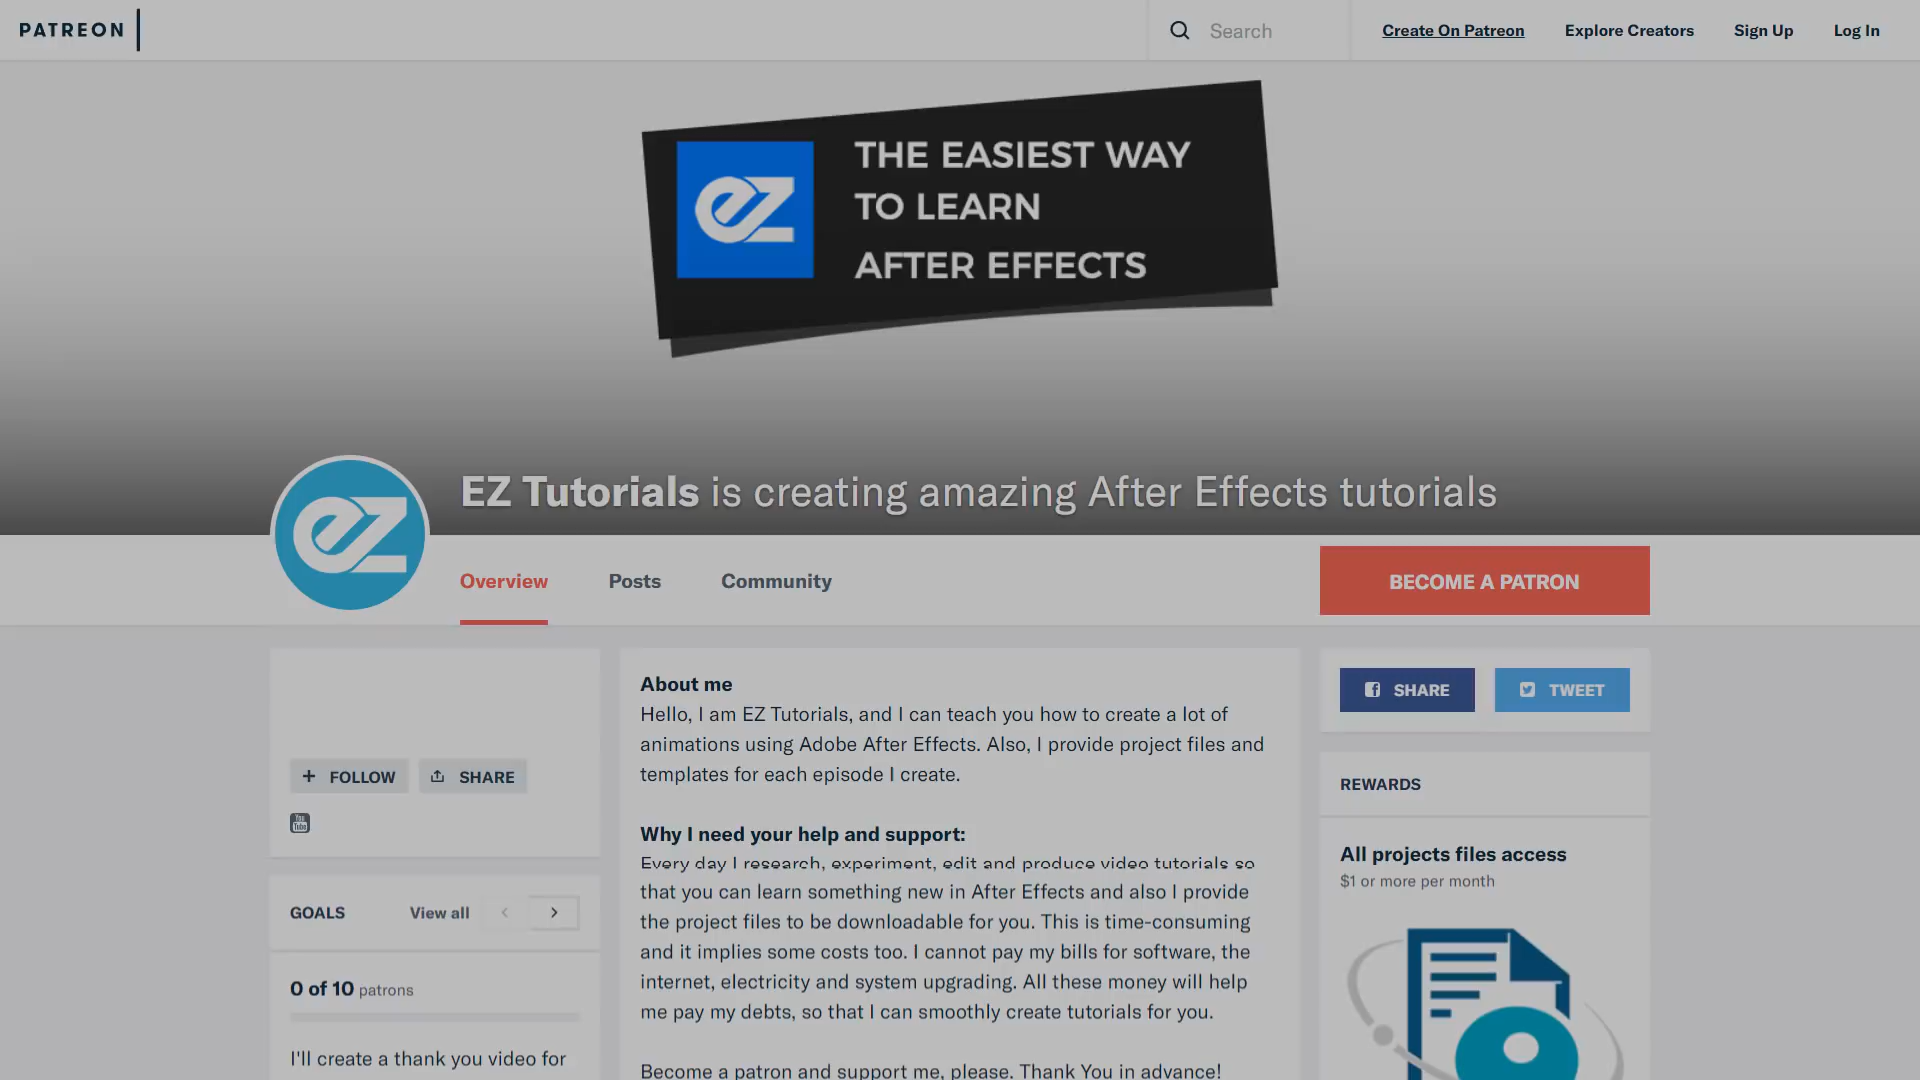 PATREON
Search
Create On Patreon
Explore Creators
Sign Up
Log In
eZ
THE EASIEST WAY
TO LEARN
AFTER EFFECTS
eZ
EZ Tutorials is creating amazing After Effects tutorials
Overview
Posts
Community
BECOME A PATRON
+ FOLLOW
SHARE
You
Tube
GOALS
View all
0 of 10 patrons
I'll create a thank you video for
About me
Hello, I am EZ Tutorials, and I can teach you how to create a lot of
animations using Adobe After Effects. Also, I provide project files and
templates for each episode I create.
Why I need your help and support:
Every day I research, experiment, edit and produce video tutorials so
that you can learn something new in After Effects and also I provide
the project files to be downloadable for you. This is time-consuming
and it implies some costs too. I cannot pay my bills for software, the
internet, electricity and system upgrading. All these money will help
me pay my debts, so that I can smoothly create tutorials for you.
Become a patron and support me, please. Thank You in advance!
SHARE
TWEET
REWARDS
All projects files access
$1 or more per month